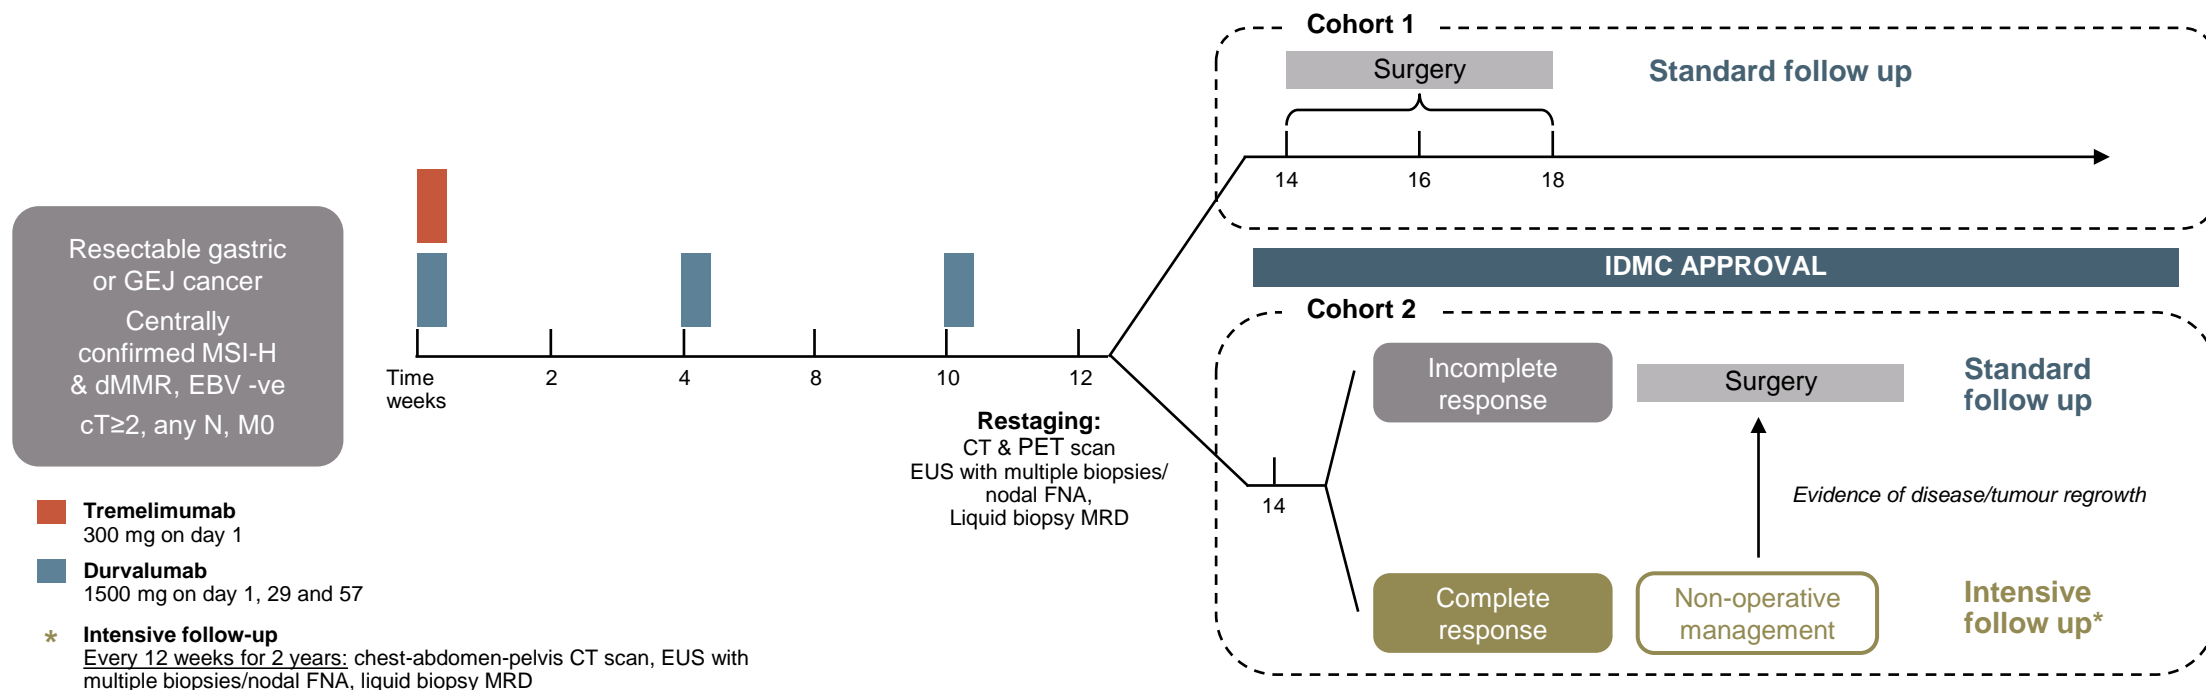 Resectable gastric
or GEJ cancer
Centrally
confirmed MSI-H
& dMMR, EBV -ve
cT≥2, any N, M0
Tremelimumab
300 mg on day 1
Durvalumab
1500 mg on day 1, 29 and 57
* Intensive follow-up
Every 12 weeks for 2 years: chest-abdomen-pelvis CT scan, EUS with
multiple biopsies/nodal FNA, liquid biopsy MRD
Time
weeks
2
4
8
10
12
Restaging:
CT & PET scan
EUS with multiple biopsies/
nodal FNA,
Liquid biopsy MRD
Cohort 1
Surgery
Standard follow up
14
16
18
IDMC APPROVAL
Cohort 2
14
Incomplete
response
Surgery
Standard
follow up
Evidence of disease/tumour regrowth
Complete
response
Non-operative
management
Intensive
follow up*